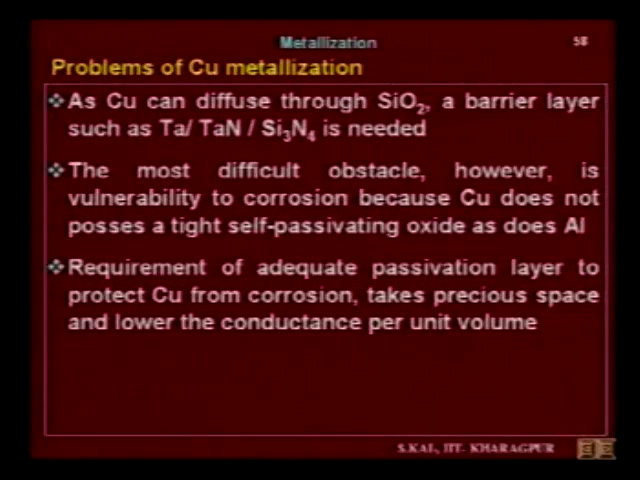 Metallization
58
Problems of Cu metallization
❖As Cu can diffuse through SiO₂, a barrier layer
such as Ta/ TaN / Si₃N₄ is needed
❖The most difficult obstacle, however, is
vulnerability to corrosion because Cu does not
posses a tight self-passivating oxide as does Al
❖Requirement of adequate passivation layer to
protect Cu from corrosion, takes precious space
and lower the conductance per unit volume
S.KAL, IIT- KHARAGPUR